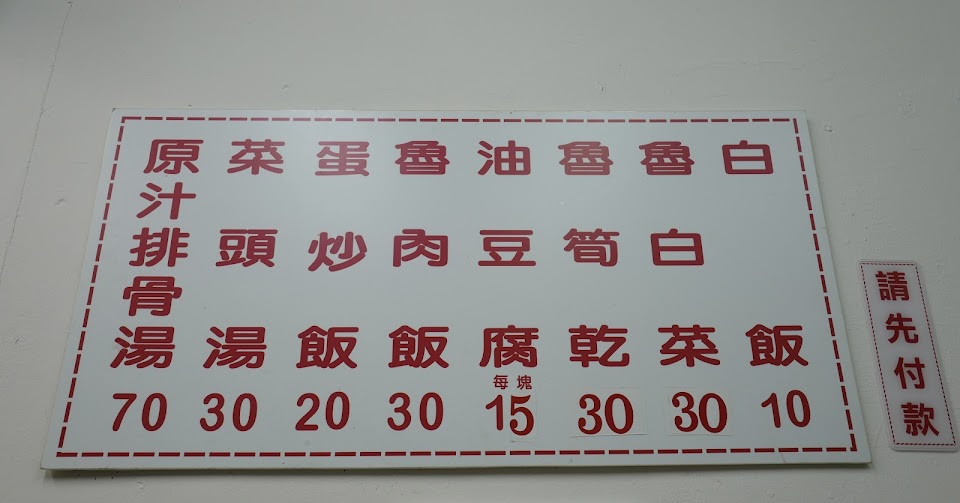 白飯 10
魯白菜 30
魯筍乾 30
油豆腐 每塊 15
魯肉飯 30
蛋炒飯 20
菜頭湯 30
原汁排骨湯 70
請先付款